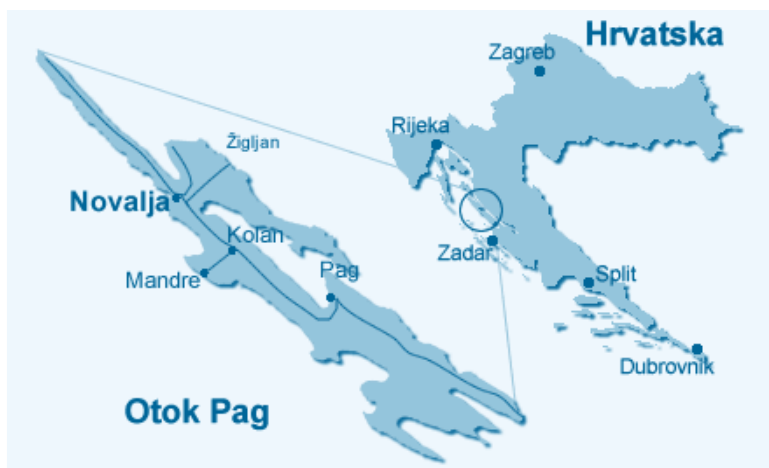 Hrvatska
Zagreb
Rijeka
Žigljan
Novalja
Kolan
Zadar
Mandre
Pag
Split
Dubrovnik
Otok Pag